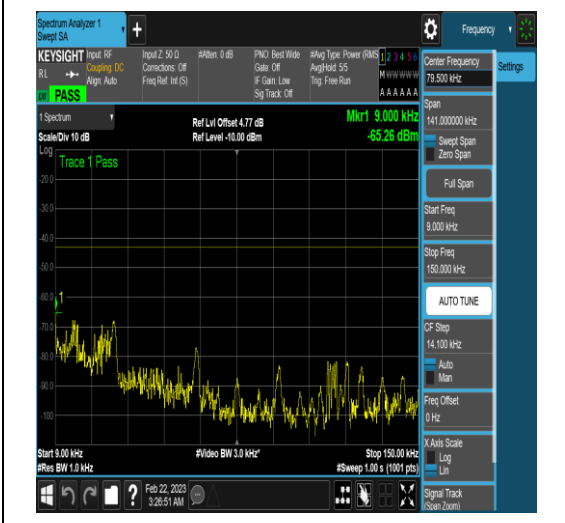 Spectrum Analyzer 1
Swept SA
Frequency
KEYSIGHT
RL
Input: RF
Coupling: DC
Align: Auto
Input Z: 50 Ω
Corrections: Off
Freq Ref: Int (S)
#Atten: 0 dB
PNO: Best Wide
Gate: Off
IF Gain: Low
Sig Track: Off
#Avg Type: Power (RMS
Avg|Hold: 5/5
Trig: Free Run
1 2 3 4 5 6
M W W W W W
A A A A A A
PASS
1 Spectrum
Scale/Div 10 dB
Ref Lvl Offset 4.77 dB
Ref Level -10.00 dBm
Mkr1 9.000 kHz
-65.26 dBm
Log
Trace 1 Pass
-20.0
-30.0
-40.0
-50.0
-60.0
-70.0
-80.0
-90.0
-100
1
Start 9.00 kHz
#Res BW 1.0 kHz
#Video BW 3.0 kHz*
Stop 150.00 kHz
#Sweep 1.00 s (1001 pts)
Feb 22, 2023
3:26:51 AM
Center Frequency
79.500 kHz
Settings
Span
141.000000 kHz
Swept Span
Zero Span
Full Span
Start Freq
9.000 kHz
Stop Freq
150.000 kHz
AUTO TUNE
CF Step
14.100 kHz
Auto
Man
Freq Offset
0 Hz
X Axis Scale
Log
Lin
Signal Track
(Span Zoom)